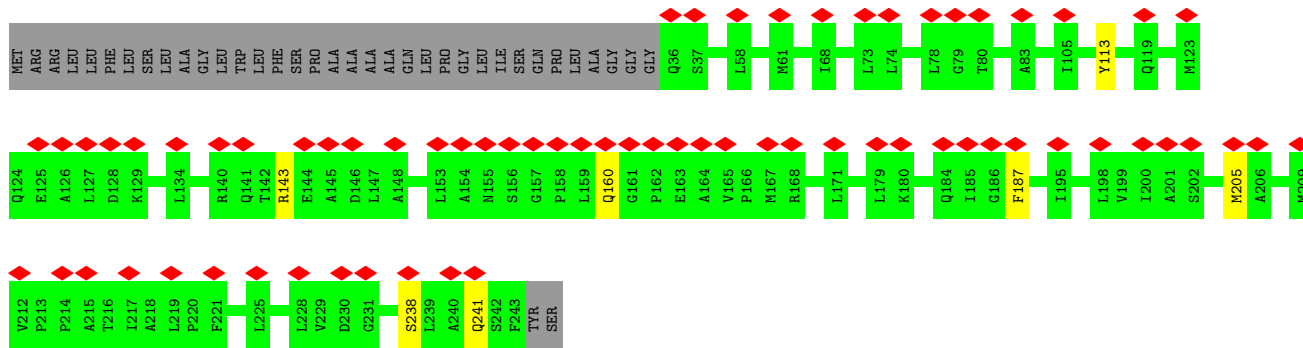 MET ARG ARG LEU LEU PHE LEU SER LEU LEU ALA GLY LEU TRP LEU PHE SER PRO ALA ALA ALA ALA GLN LEU PRO GLY LEU ILE SER GLN PRO LEU ALA GLY GLY GLY Q36 S37 L58 M61 I68 L73 L74 L78 G79 T80 A83 I105 Y113 Q119 M123
Q124 E125 A126 L127 D128 K129 L134 R140 Q141 T142 R143 E144 A145 D146 L147 A148 L153 A154 N155 S156 G157 P158 L159 Q160 G161 P162 E163 A164 V165 P166 M167 R168 L171 L179 K180 Q184 I185 G186 F187 I195 L198 V199 I200 A201 S202 M205 A206
V212 P213 P214 A215 T216 I217 A218 L219 P220 F221 L225 L228 V229 D230 G231 S238 L239 A240 Q241 S242 F243 TYR SER